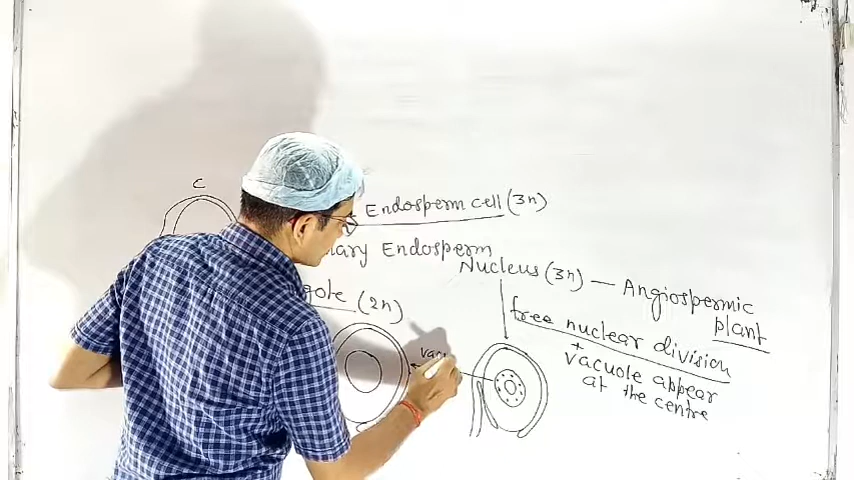 C
Endosperm cell (3n)
Endosperm
Nucleus (3n) — Angiospermic
plant
(2n)
free nuclear division
+
vacuole appear
at the centre